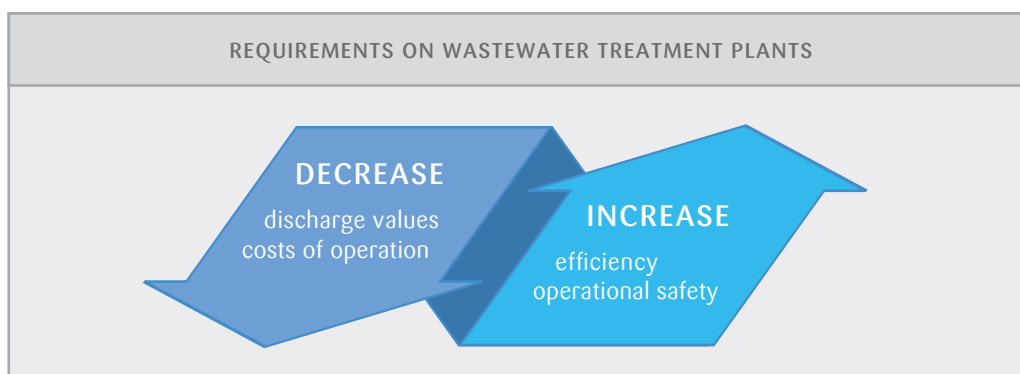 REQUIREMENTS ON WASTEWATER TREATMENT PLANTS
DECREASE
discharge values
costs of operation
INCREASE
efficiency
operational safety